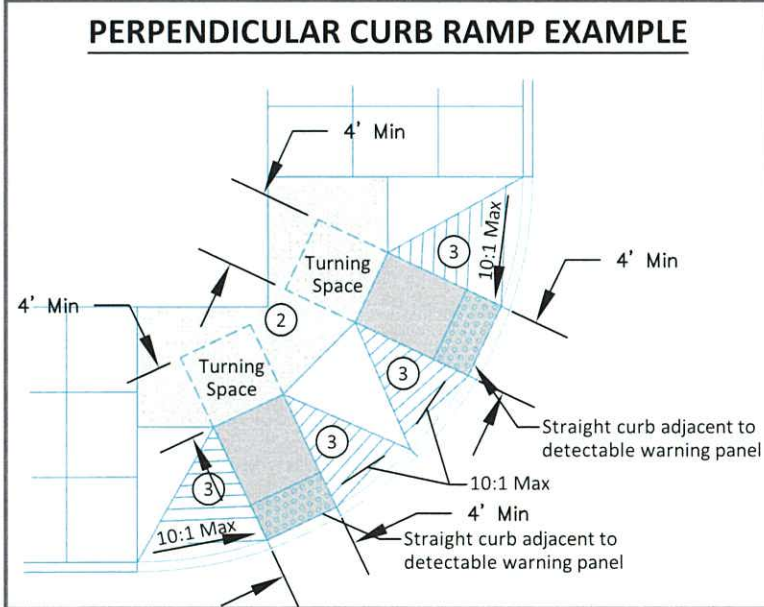 PERPENDICULAR CURB RAMP EXAMPLE
4' Min
10:1 Max
3
Turning
Space
4' Min
4' Min
2
3
Turning
Space
Straight curb adjacent to
detectable warning panel
3
3
10:1 Max
4' Min
10:1 Max
Straight curb adjacent to
detectable warning panel